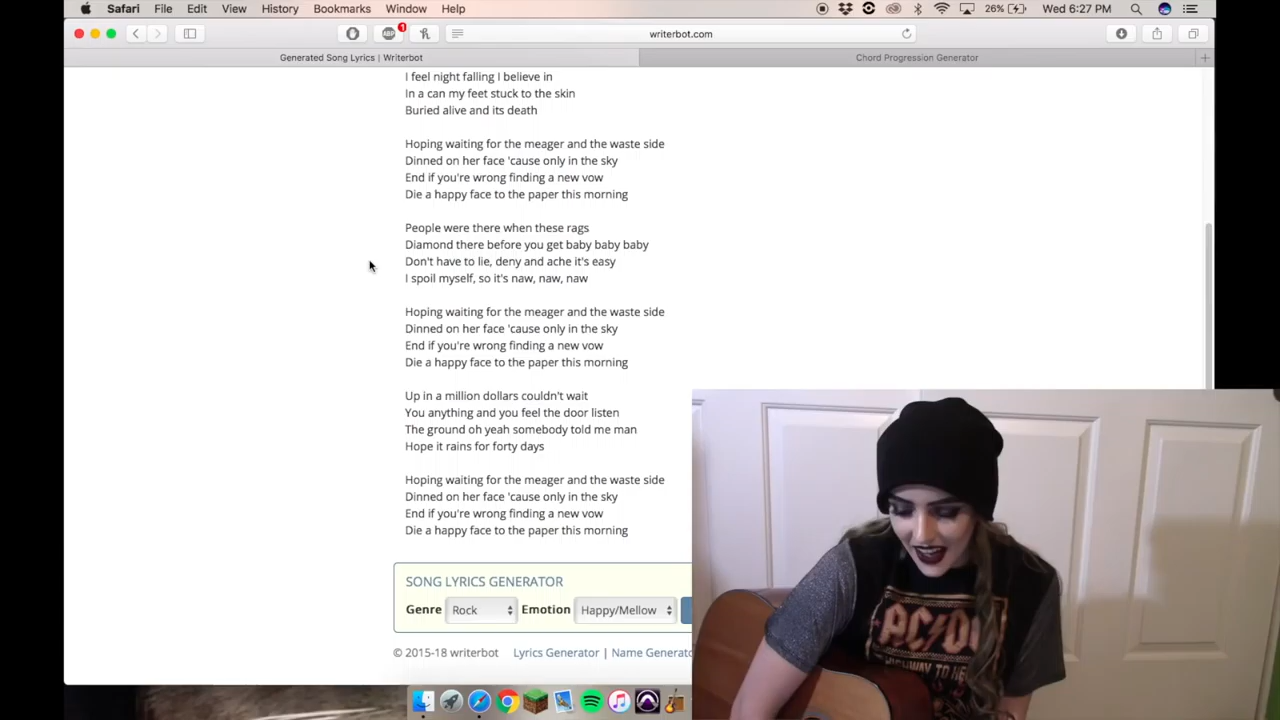 Safari File Edit View History Bookmarks Window Help 26% Wed 6:27 PM
ABP 1 writerbot.com
Generated Song Lyrics | Writerbot Chord Progression Generator
I feel night falling I believe in
In a can my feet stuck to the skin
Buried alive and its death
Hoping waiting for the meager and the waste side
Dinned on her face 'cause only in the sky
End if you're wrong finding a new vow
Die a happy face to the paper this morning
People were there when these rags
Diamond there before you get baby baby baby
Don't have to lie, deny and ache it's easy
I spoil myself, so it's naw, naw, naw
Hoping waiting for the meager and the waste side
Dinned on her face 'cause only in the sky
End if you're wrong finding a new vow
Die a happy face to the paper this morning
Up in a million dollars couldn't wait
You anything and you feel the door listen
The ground oh yeah somebody told me man
Hope it rains for forty days
Hoping waiting for the meager and the waste side
Dinned on her face 'cause only in the sky
End if you're wrong finding a new vow
Die a happy face to the paper this morning
SONG LYRICS GENERATOR
Genre Rock Emotion Happy/Mellow
© 2015-18 writerbot Lyrics Generator | Name Generato
AC/DC
HIGHWAY TO HE